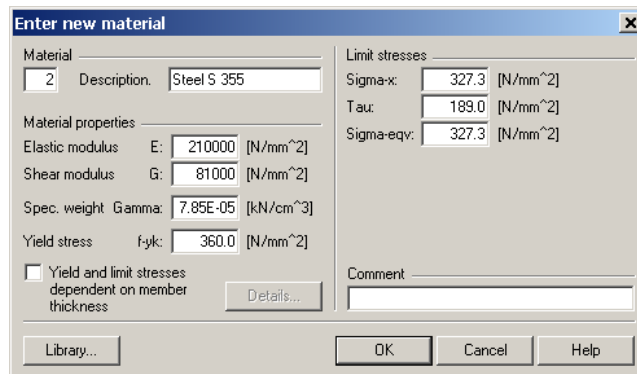 Enter new material
Material
2 Description. Steel S 355
Material properties
Elastic modulus E: 210000 [N/mm^2]
Shear modulus G: 81000 [N/mm^2]
Spec. weight Gamma: 7.85E-05 [kN/cm^3]
Yield stress f-yk: 360.0 [N/mm^2]
Yield and limit stresses
dependent on member
thickness
Details...
Limit stresses
Sigma-x: 327.3 [N/mm^2]
Tau: 189.0 [N/mm^2]
Sigma-eqv: 327.3 [N/mm^2]
Comment
Library... OK Cancel Help